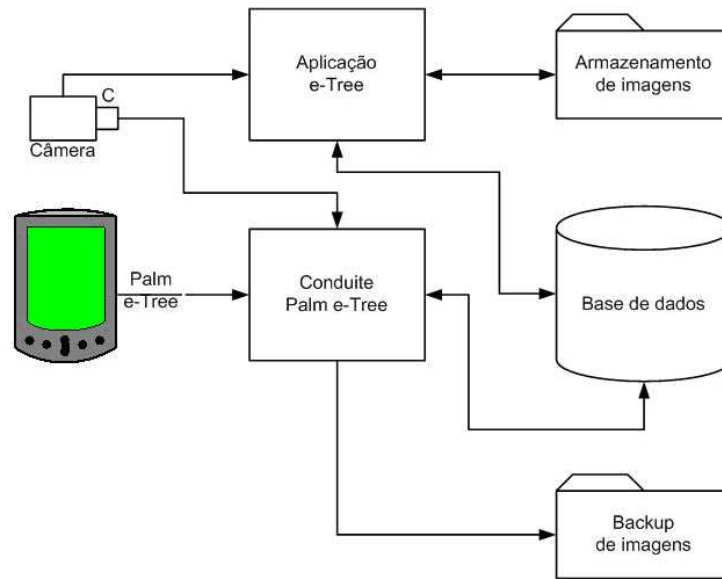 Aplicação
e-Tree
Armazenamento
de imagens
C
Câmera
Palm
e-Tree
Conduite
Palm e-Tree
Base de dados
Backup
de imagens